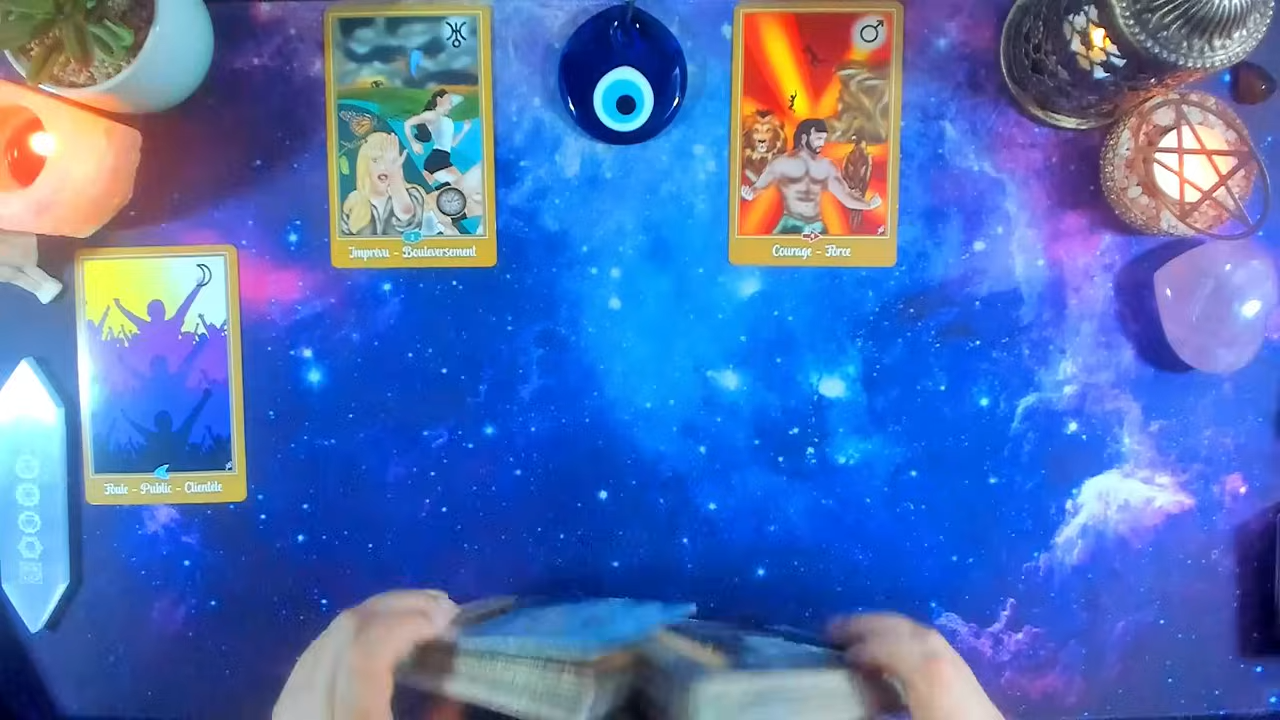 Imprévu - Bouleversement
Courage - Force
Foule - Public - Clientèle